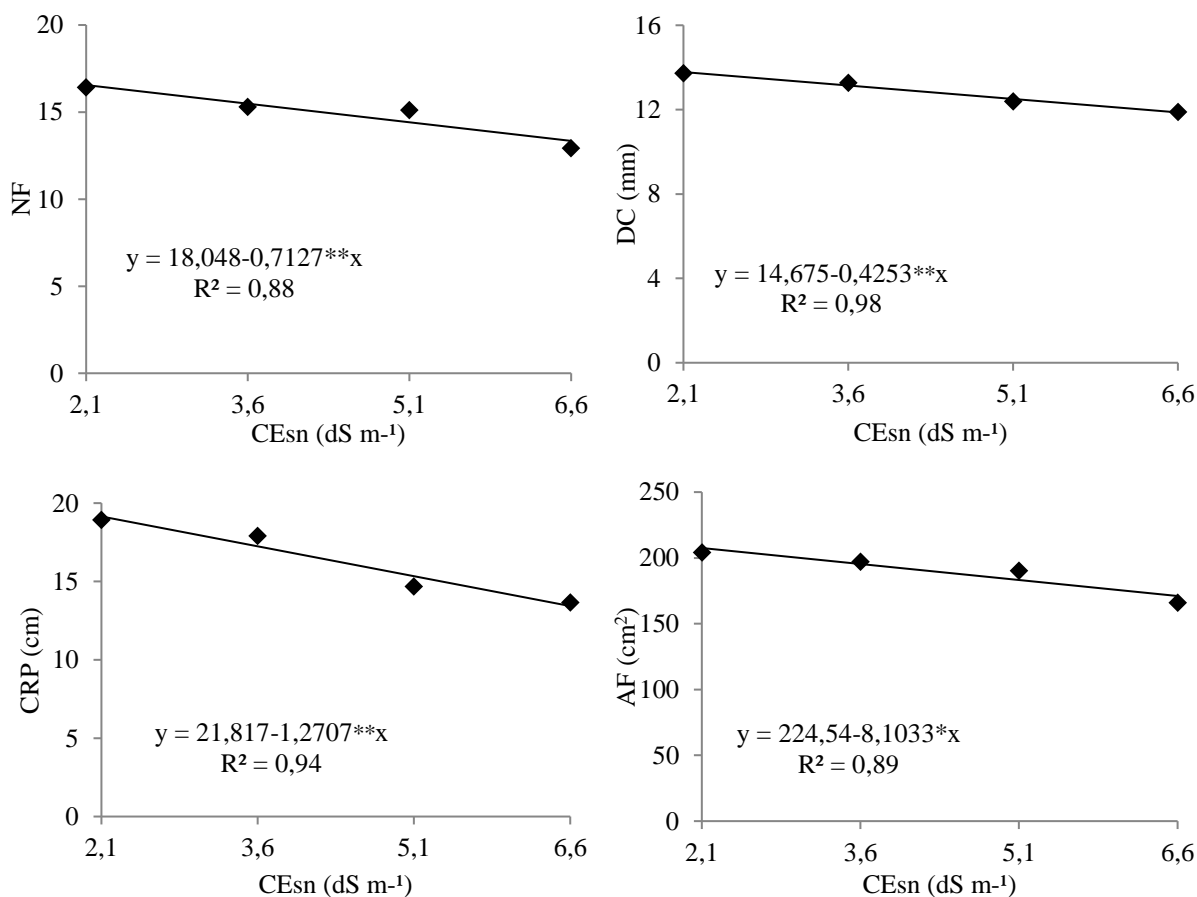 20
15
10
5
0
NF
y = 18,048-0,7127**x
R² = 0,88
2,1 3,6 5,1 6,6
CEsn (dS m-¹)
16
12
8
4
0
DC (mm)
y = 14,675-0,4253**x
R² = 0,98
2,1 3,6 5,1 6,6
CEsn (dS m-¹)
20
15
10
5
0
CRP (cm)
y = 21,817-1,2707**x
R² = 0,94
2,1 3,6 5,1 6,6
CEsn (dS m-¹)
250
200
150
100
50
0
AF (cm²)
y = 224,54-8,1033*x
R² = 0,89
2,1 3,6 5,1 6,6
CEsn (dS m-¹)